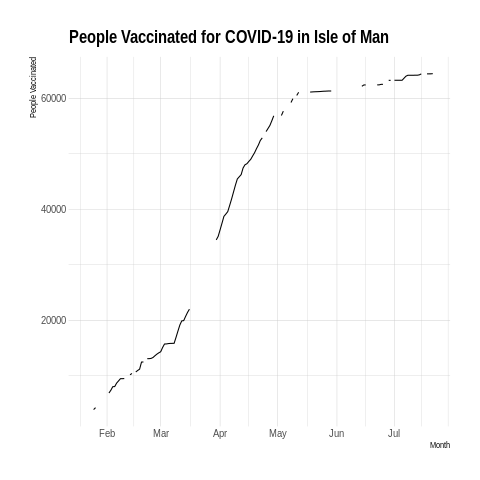 People Vaccinated for COVID-19 in Isle of Man
People Vaccinated
60000
40000
20000
Feb Mar Apr May Jun Jul
Month